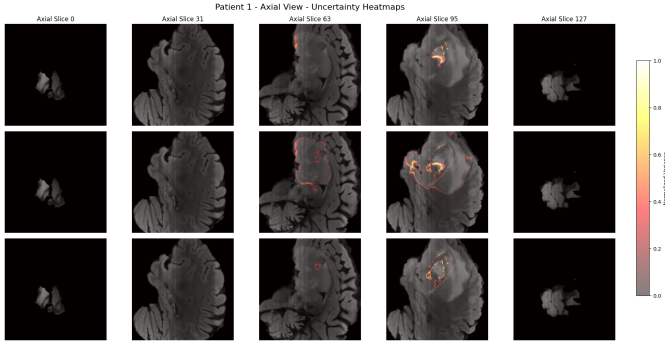 Patient 1 - Axial View - Uncertainty Heatmaps
Axial Slice 0
Axial Slice 31
Axial Slice 63
Axial Slice 95
Axial Slice 127
1.0
0.8
0.6
0.4
0.2
0.0